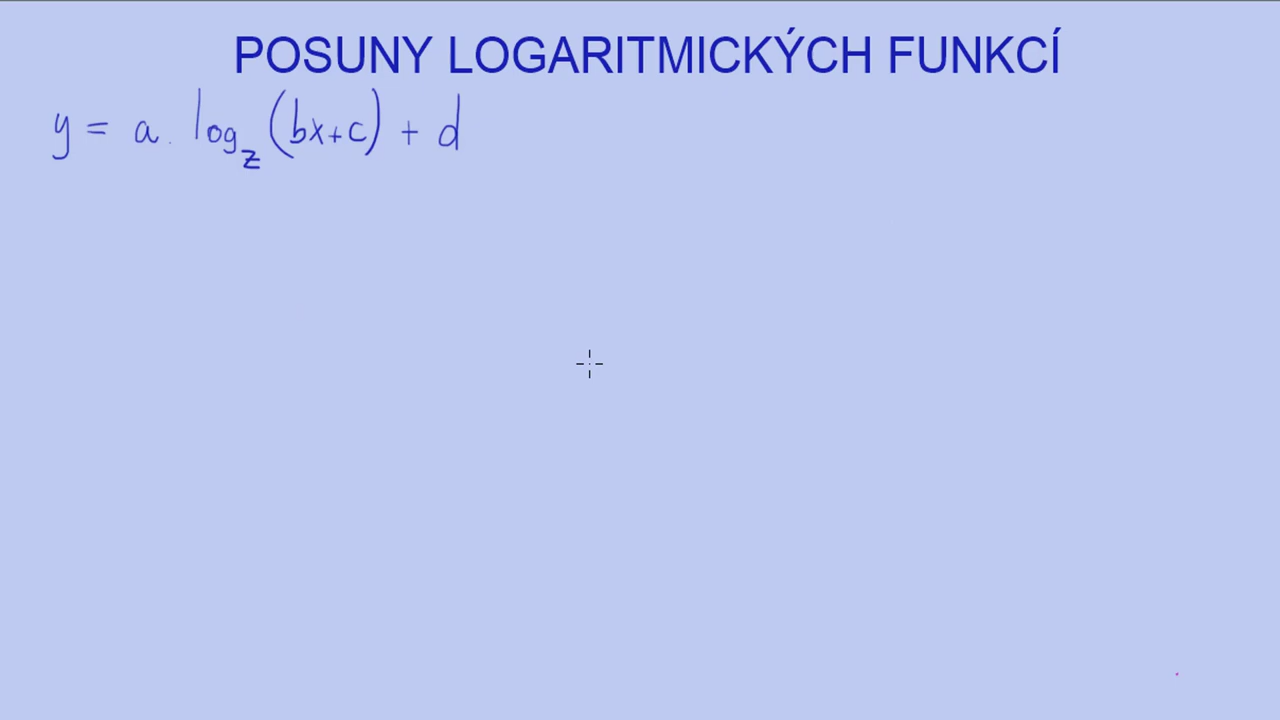 POSUNY LOGARITMICKÝCH FUNKCÍ
y = a . log_z (bx+c) + d